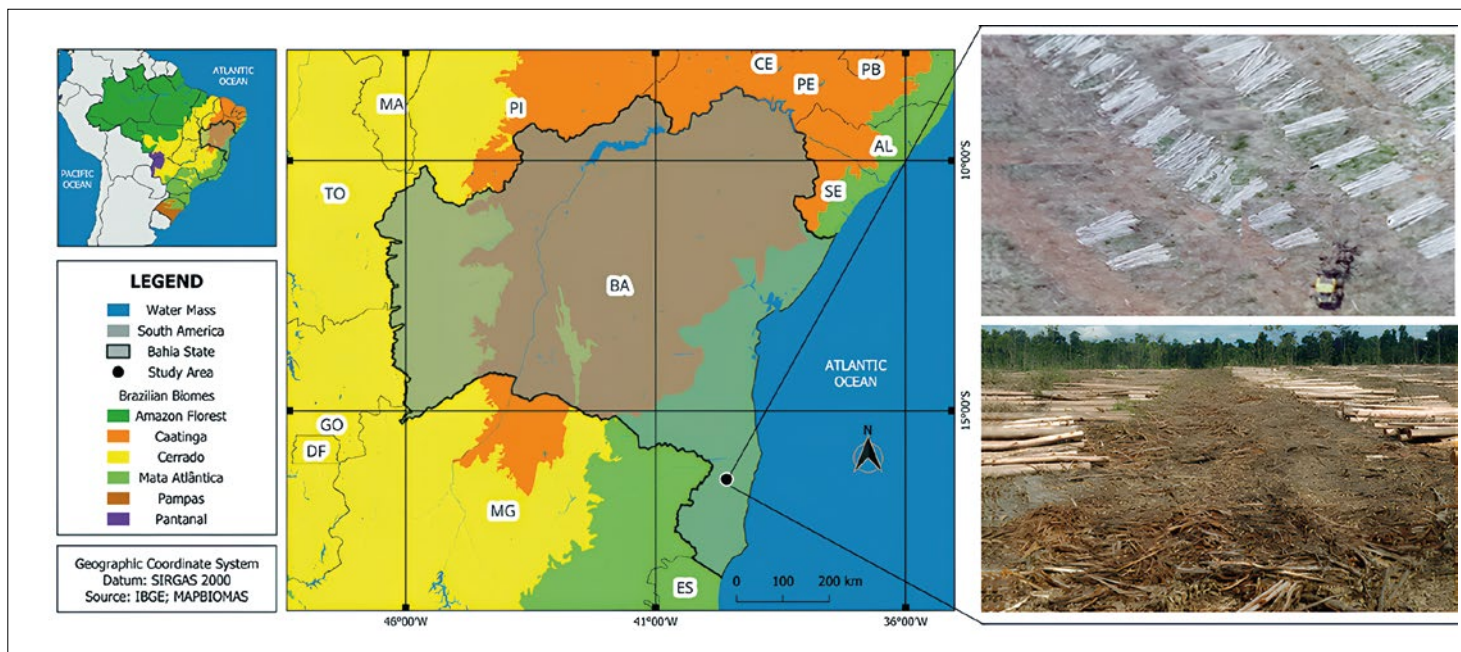 ATLANTIC
OCEAN
PACIFIC
OCEAN
LEGEND
Water Mass
South America
Bahia State
Study Area
Brazilian Biomes
Amazon Florest
Caatinga
Cerrado
Mata Atlântica
Pampas
Pantanal
Geographic Coordinate System
Datum: SIRGAS 2000
Source: IBGE; MAPBIOMAS
CE
PB
MA
PI
PE
AL
TO
SE
BA
ATLANTIC
OCEAN
GO
DF
MG
N
ES
0 100 200 km
10°00'S
15°00'S
46°00'W
41°00'W
36°00'W